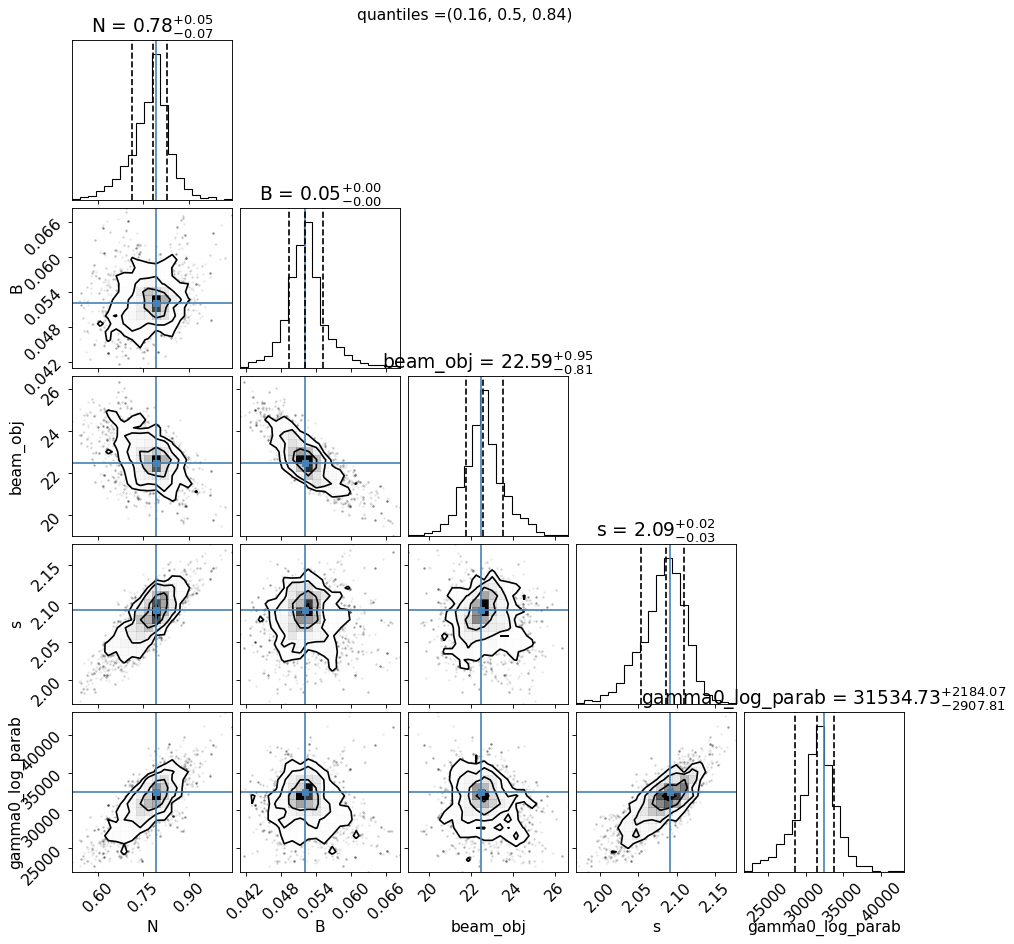 quantiles =(0.16, 0.5, 0.84)
N = 0.78 +0.05 −0.07
B = 0.05 +0.00 −0.00
0.066
0.060
0.054
0.048
0.042
B
beam_obj = 22.59 +0.95 −0.81
26
24
22
20
beam_obj
s = 2.09 +0.02 −0.03
2.15
2.10
2.05
2.00
s
gamma0_log_parab = 31534.73 +2184.07 −2907.81
40000
35000
30000
25000
gamma0_log_parab
0.60 0.75 0.90
0.042 0.048 0.054 0.060 0.066
20 22 24 26
2.00 2.05 2.10 2.15
25000 30000 35000 40000
N B beam_obj s gamma0_log_parab